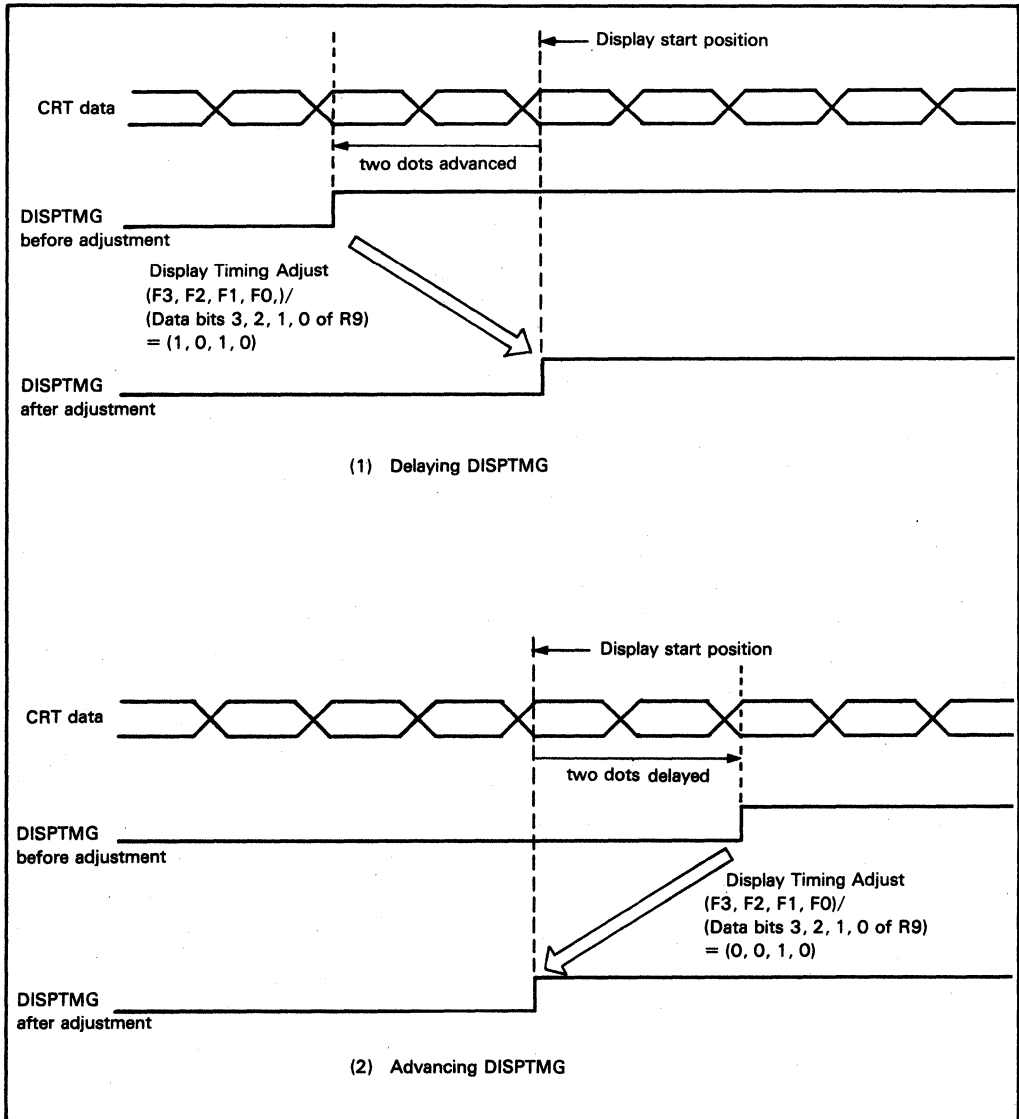 Display start position
CRT data
two dots advanced
DISPTMG
before adjustment
Display Timing Adjust
(F3, F2, F1, F0,)/
(Data bits 3, 2, 1, 0 of R9)
= (1, 0, 1, 0)
DISPTMG
after adjustment
(1) Delaying DISPTMG
Display start position
CRT data
two dots delayed
DISPTMG
before adjustment
Display Timing Adjust
(F3, F2, F1, F0)/
(Data bits 3, 2, 1, 0 of R9)
= (0, 0, 1, 0)
DISPTMG
after adjustment
(2) Advancing DISPTMG